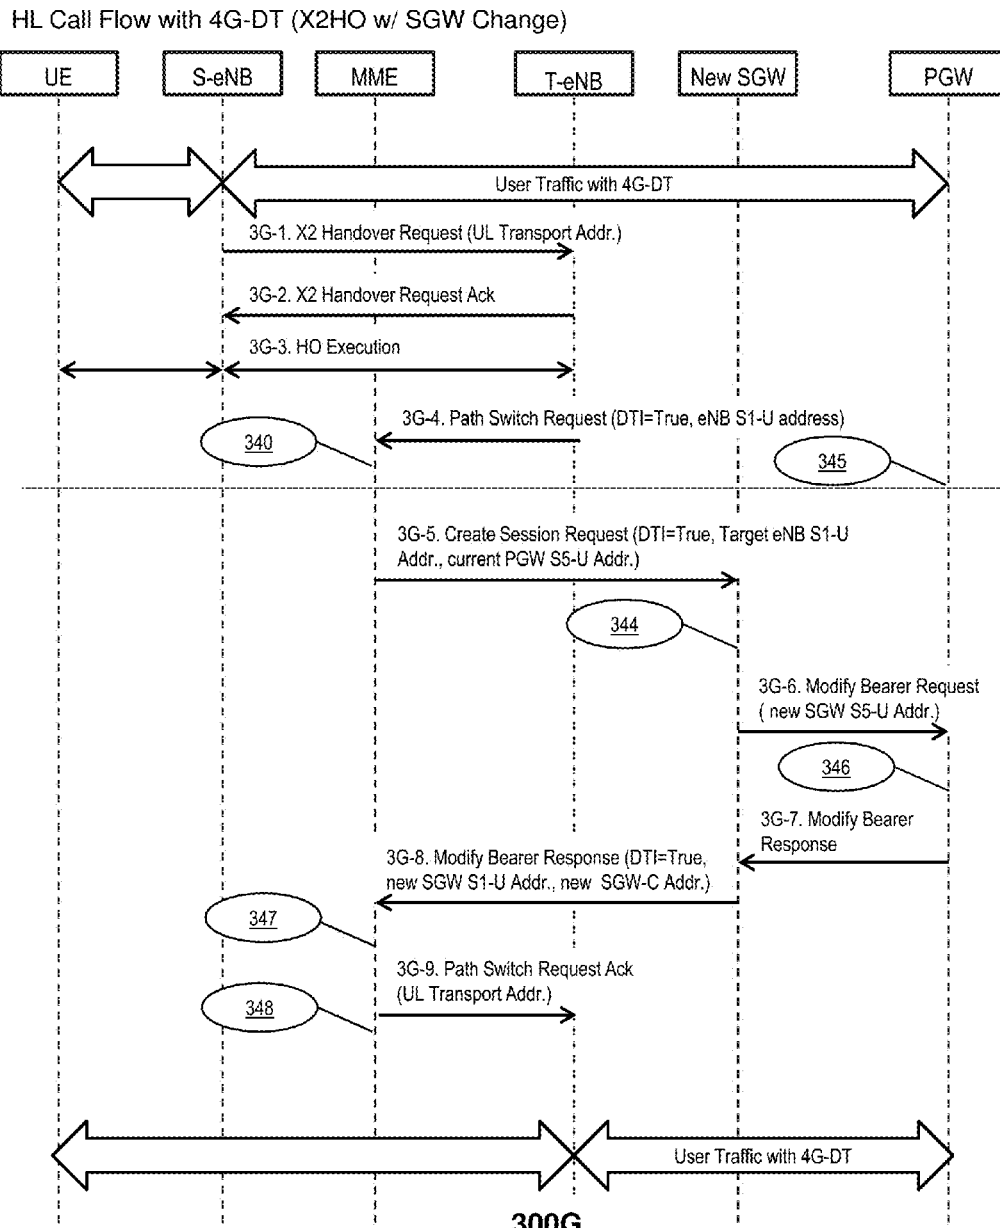 HL Call Flow with 4G-DT (X2HO w/ SGW Change)
UE
S-eNB
MME
T-eNB
New SGW
PGW
User Traffic with 4G-DT
3G-1. X2 Handover Request (UL Transport Addr.)
3G-2. X2 Handover Request Ack
3G-3. HO Execution
3G-4. Path Switch Request (DTI=True, eNB S1-U address)
340
345
3G-5. Create Session Request (DTI=True, Target eNB S1-U
Addr., current PGW S5-U Addr.)
344
3G-6. Modify Bearer Request
( new SGW S5-U Addr.)
346
3G-7. Modify Bearer
Response
3G-8. Modify Bearer Response (DTI=True,
new SGW S1-U Addr., new SGW-C Addr.)
347
3G-9. Path Switch Request Ack
(UL Transport Addr.)
348
User Traffic with 4G-DT
300G